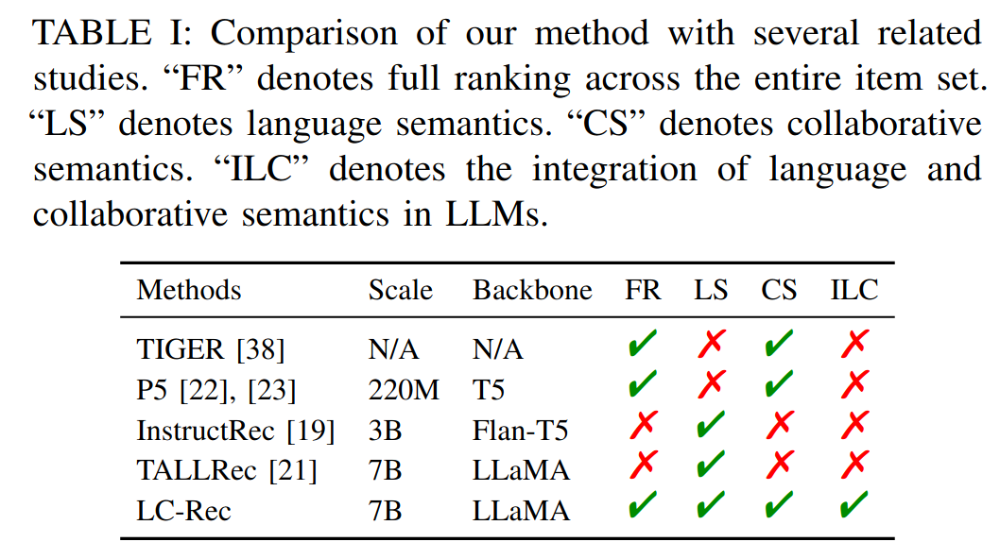 TABLE I: Comparison of our method with several related
studies. “FR” denotes full ranking across the entire item set.
“LS” denotes language semantics. “CS” denotes collaborative
semantics. “ILC” denotes the integration of language and
collaborative semantics in LLMs.
Methods Scale Backbone FR LS CS ILC
TIGER [38] N/A N/A ✓ ✗ ✓ ✗
P5 [22], [23] 220M T5 ✓ ✗ ✓ ✗
InstructRec [19] 3B Flan-T5 ✗ ✓ ✗ ✗
TALLRec [21] 7B LLaMA ✗ ✓ ✗ ✗
LC-Rec 7B LLaMA ✓ ✓ ✓ ✓